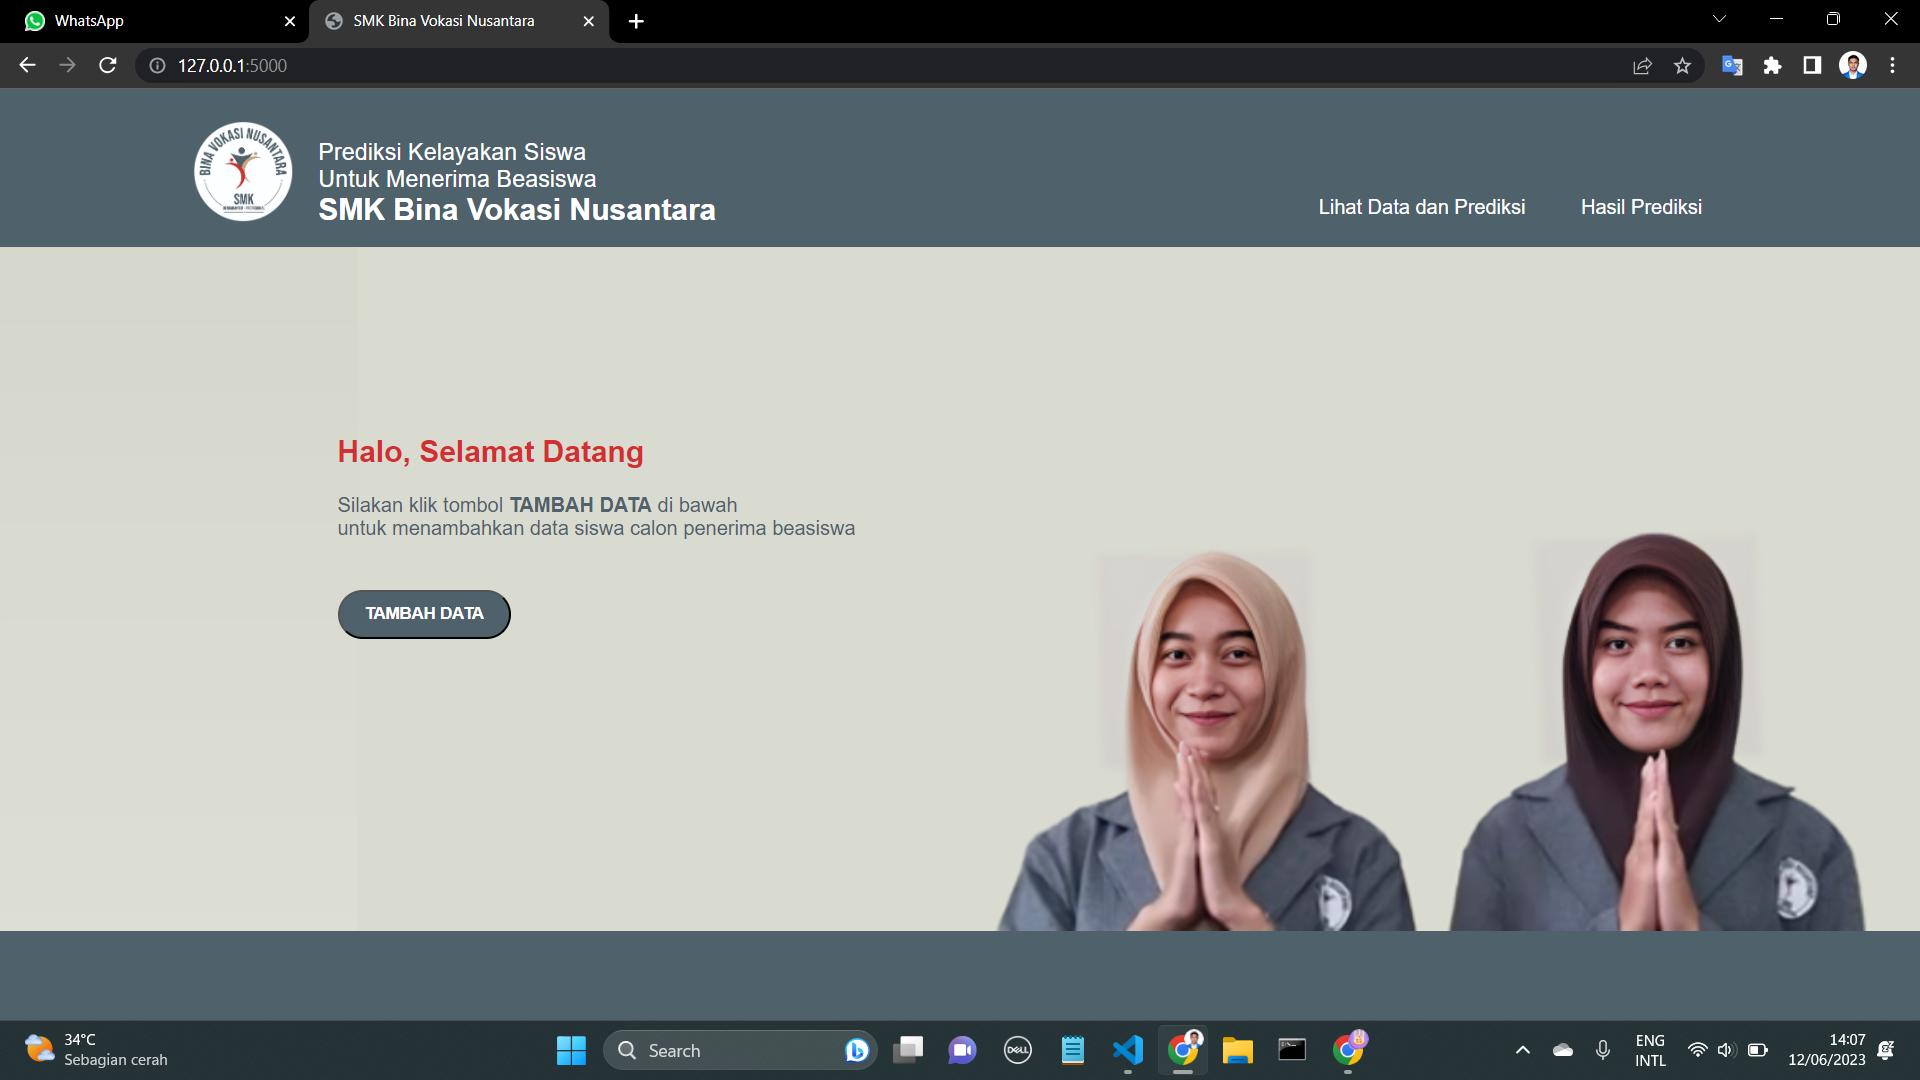 WhatsApp
SMK Bina Vokasi Nusantara
127.0.0.1:5000
BINA VOKASI NUSANTARA
SMK
Prediksi Kelayakan Siswa
Untuk Menerima Beasiswa
SMK Bina Vokasi Nusantara
Lihat Data dan Prediksi
Hasil Prediksi
Halo, Selamat Datang
Silakan klik tombol TAMBAH DATA di bawah
untuk menambahkan data siswa calon penerima beasiswa
TAMBAH DATA
34°C
Sebagian cerah
Search
DELL
ENG
INTL
14:07
12/06/2023